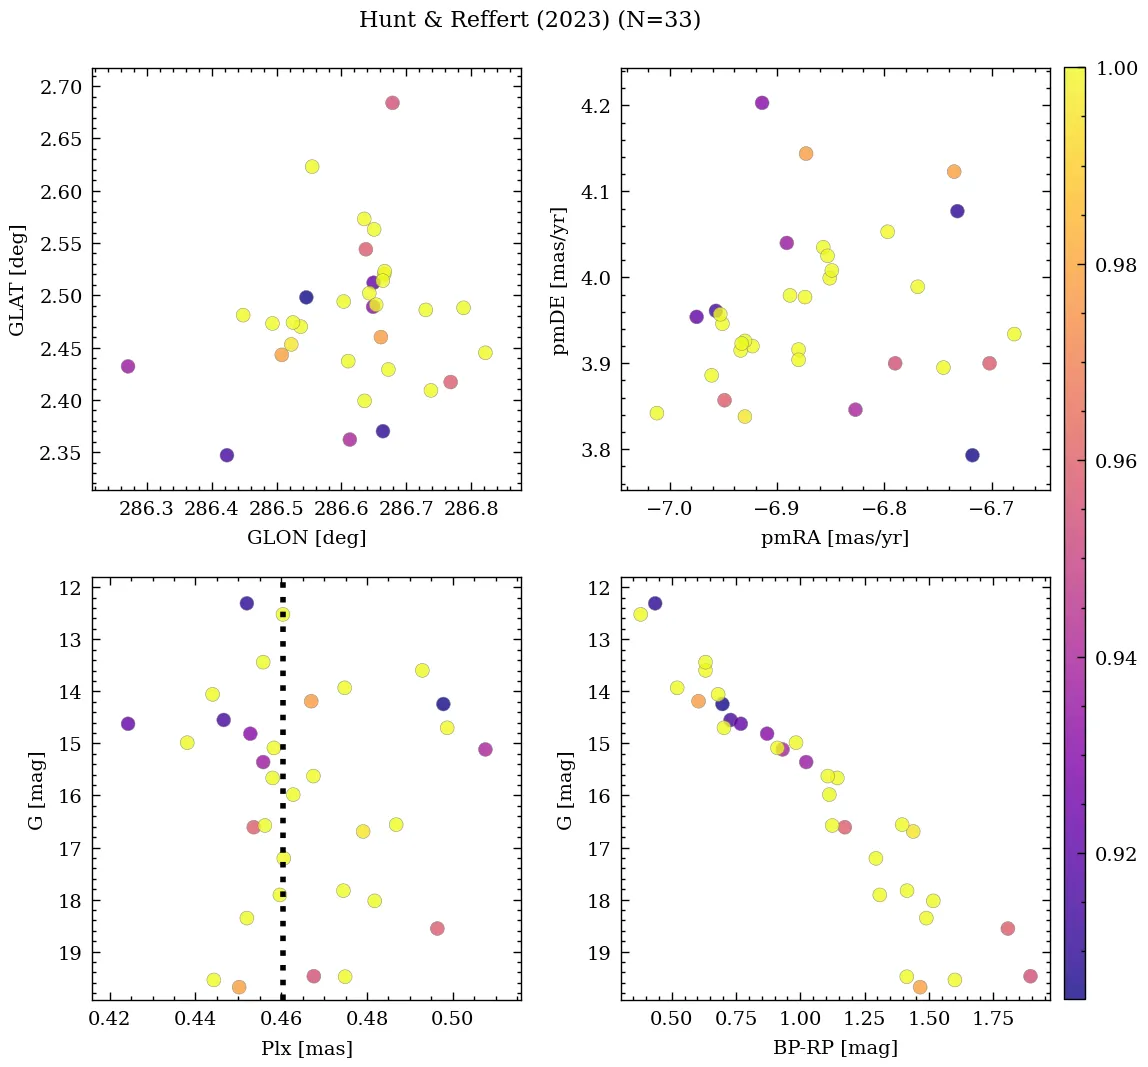 Hunt & Reffert (2023) (N=33)
2.70
2.65
2.60
2.55
2.50
2.45
2.40
2.35
GLAT [deg]
286.3 286.4 286.5 286.6 286.7 286.8
GLON [deg]
4.2
4.1
4.0
3.9
3.8
pmDE [mas/yr]
−7.0 −6.9 −6.8 −6.7
pmRA [mas/yr]
12
13
14
15
16
17
18
19
G [mag]
0.42 0.44 0.46 0.48 0.50
Plx [mas]
12
13
14
15
16
17
18
19
G [mag]
0.50 0.75 1.00 1.25 1.50 1.75
BP-RP [mag]
1.00
0.98
0.96
0.94
0.92